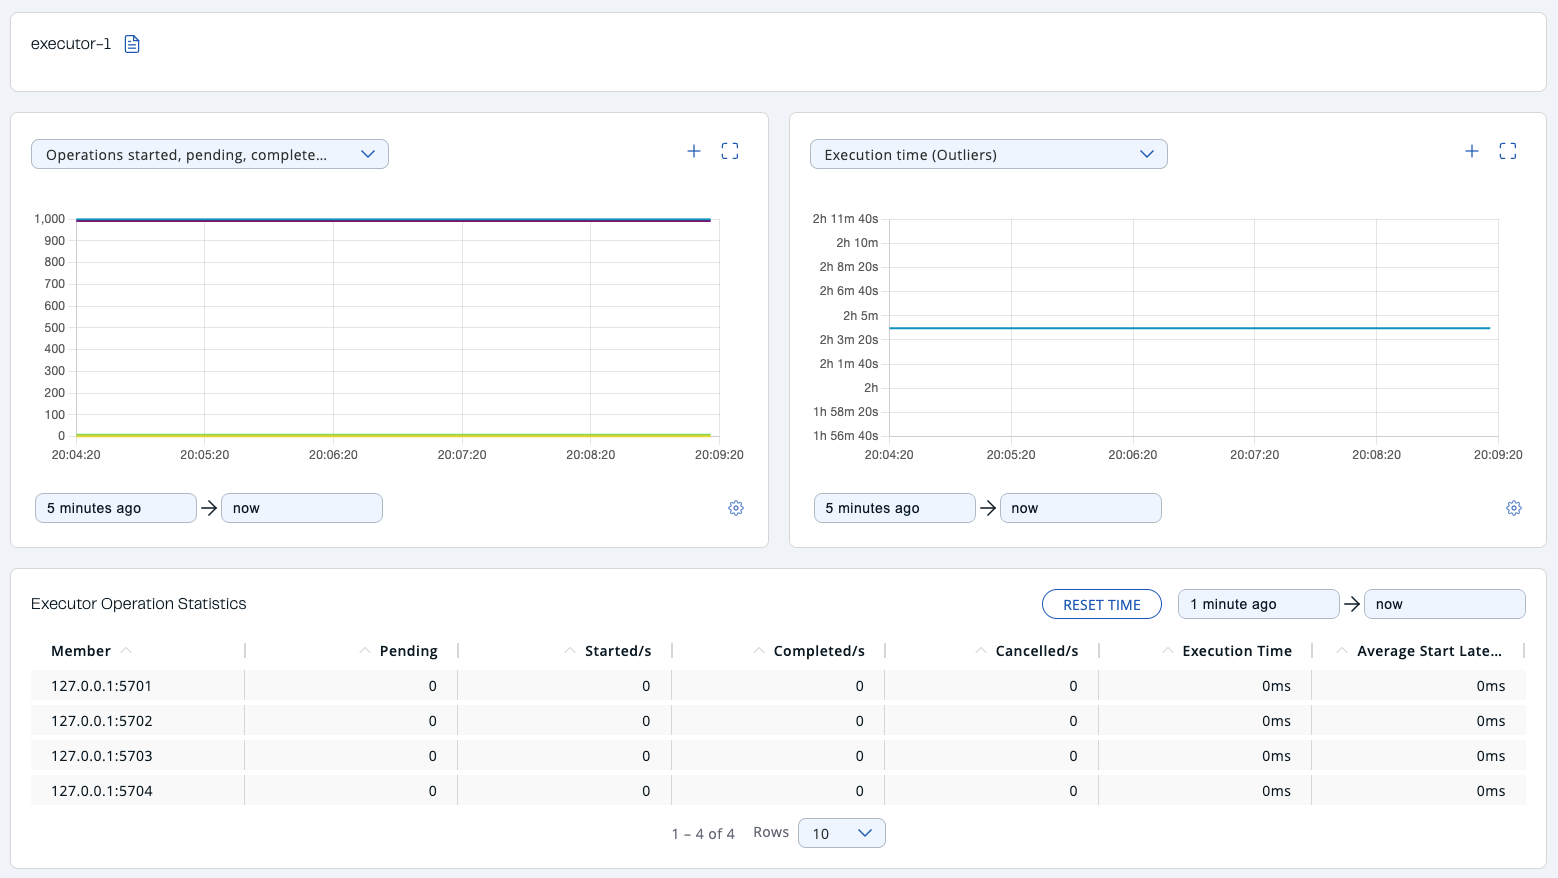 executor-1
Operations started, pending, complete...
1,000
900
800
700
600
500
400
300
200
100
0
20:04:20 20:05:20 20:06:20 20:07:20 20:08:20 20:09:20
5 minutes ago now
Execution time (Outliers)
2h 11m 40s
2h 10m
2h 8m 20s
2h 6m 40s
2h 5m
2h 3m 20s
2h 1m 40s
2h
1h 58m 20s
1h 56m 40s
20:04:20 20:05:20 20:06:20 20:07:20 20:08:20 20:09:20
5 minutes ago now
Executor Operation Statistics RESET TIME 1 minute ago now
Member Pending Started/s Completed/s Cancelled/s Execution Time Average Start Late...
127.0.0.1:5701 0 0 0 0 0ms 0ms
127.0.0.1:5702 0 0 0 0 0ms 0ms
127.0.0.1:5703 0 0 0 0 0ms 0ms
127.0.0.1:5704 0 0 0 0 0ms 0ms
1 – 4 of 4 Rows 10